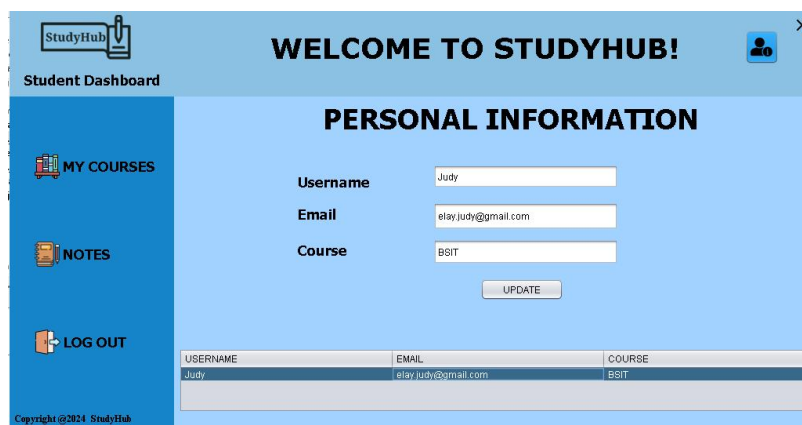 StudyHub
Student Dashboard
WELCOME TO STUDYHUB!
MY COURSES
NOTES
LOG OUT
Copyright @2024 StudyHub
PERSONAL INFORMATION
Username Judy
Email elay.judy@gmail.com
Course BSIT
UPDATE
USERNAME EMAIL COURSE
Judy elay.judy@gmail.com BSIT